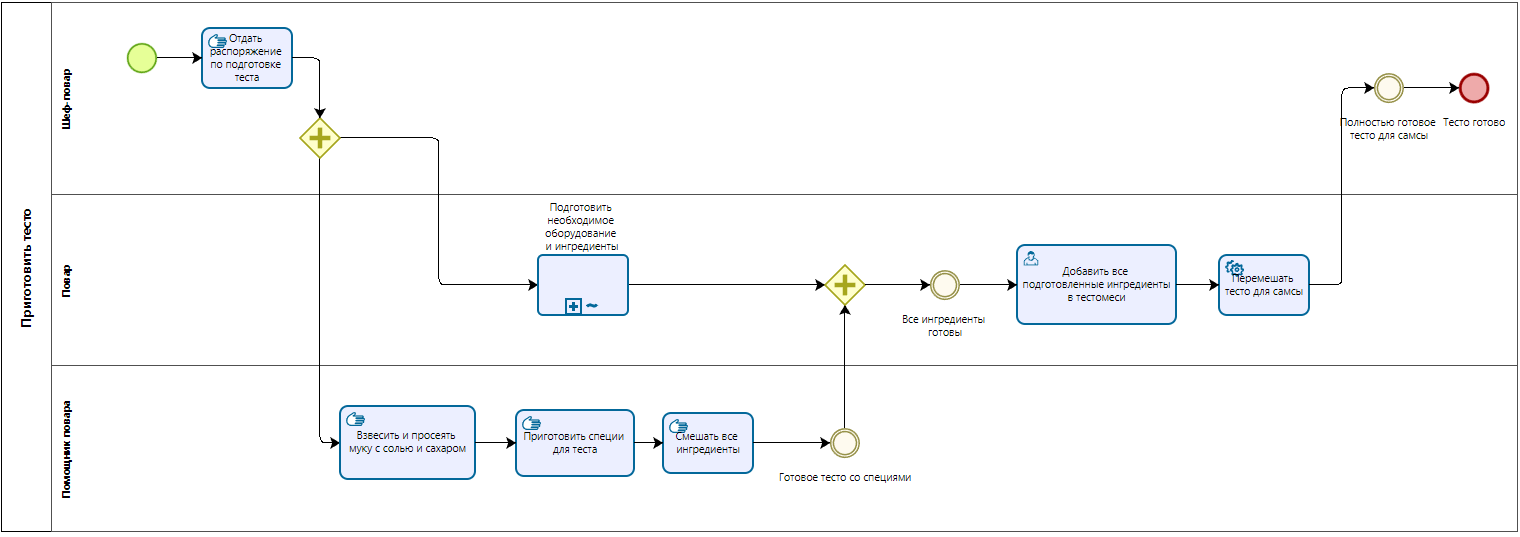 Приготовить тесто
Шеф-повар
Отдать
распоряжение
по подготовке
теста
Полностью готовое
тесто для самсы
Тесто готово
Повар
Подготовить
необходимое
оборудование
и ингредиенты
Все ингредиенты
готовы
Добавить все
подготовленные ингредиенты
в тестомеси
Перемешать
тесто для самсы
Помощник повара
Взвесить и просеять
муку с солью и сахаром
Приготовить специи
для теста
Смешать все
ингредиенты
Готовое тесто со специями